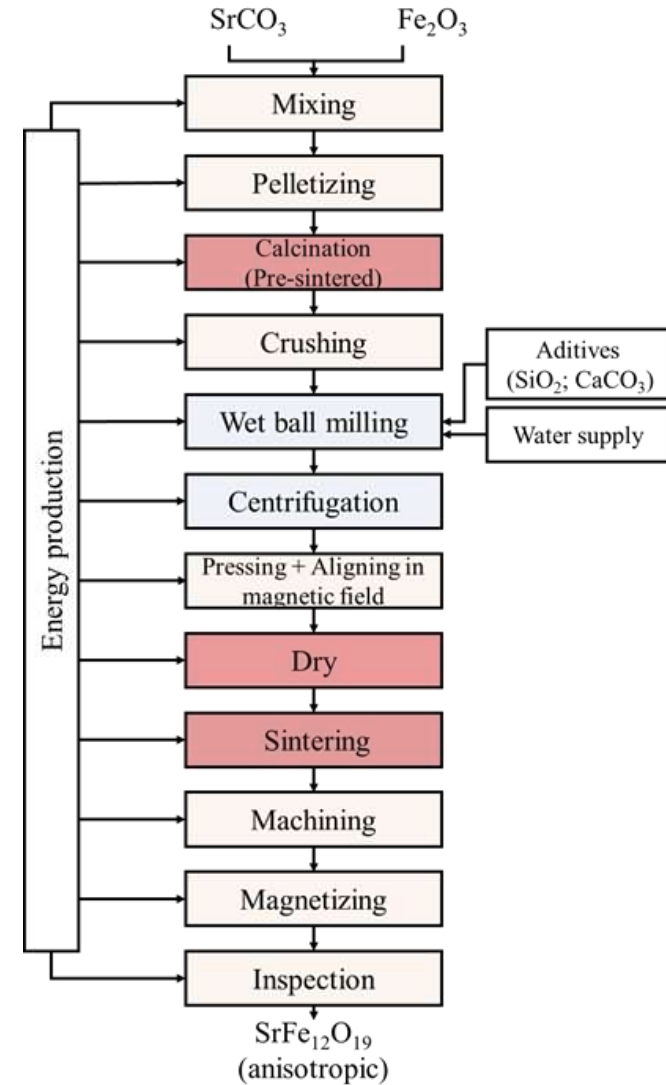 SrCO₃ Fe₂O₃
Mixing
Pelletizing
Calcination
(Pre-sintered)
Crushing
Aditives
(SiO₂; CaCO₃)
Wet ball milling
Water supply
Energy production
Centrifugation
Pressing + Aligning in
magnetic field
Dry
Sintering
Machining
Magnetizing
Inspection
SrFe₁₂O₁₉
(anisotropic)